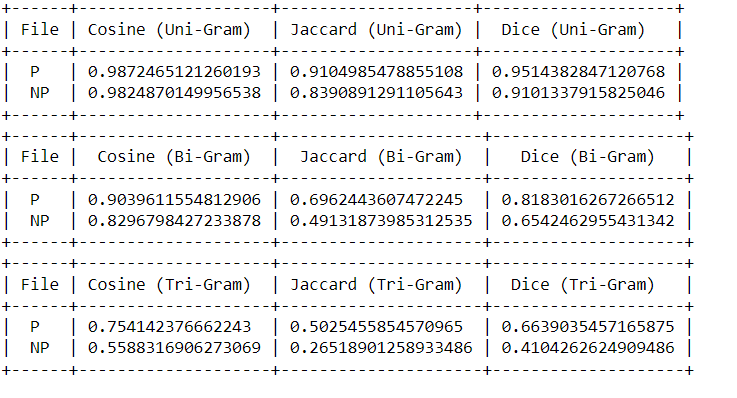 +------+--------------------+--------------------+--------------------+
| File | Cosine (Uni-Gram)  | Jaccard (Uni-Gram) |  Dice (Uni-Gram)   |
+------+--------------------+--------------------+--------------------+
|  P   | 0.9872465121260193 | 0.9104985478855108 | 0.9514382847120768 |
|  NP  | 0.9824870149956538 | 0.8390891291105643 | 0.9101337915825046 |
+------+--------------------+--------------------+--------------------+
+------+--------------------+---------------------+--------------------+
| File |  Cosine (Bi-Gram)  |  Jaccard (Bi-Gram)  |   Dice (Bi-Gram)   |
+------+--------------------+---------------------+--------------------+
|  P   | 0.9039611554812906 |  0.6962443607472245 | 0.8183016267266512 |
|  NP  | 0.8296798427233878 | 0.49131873985312535 | 0.6542462955431342 |
+------+--------------------+---------------------+--------------------+
+------+--------------------+---------------------+--------------------+
| File | Cosine (Tri-Gram)  |  Jaccard (Tri-Gram) |  Dice (Tri-Gram)   |
+------+--------------------+---------------------+--------------------+
|  P   | 0.754142376662243  |  0.5025455854570965 | 0.6639035457165875 |
|  NP  | 0.5588316906273069 | 0.26518901258933486 | 0.4104262624909486 |
+------+--------------------+---------------------+--------------------+